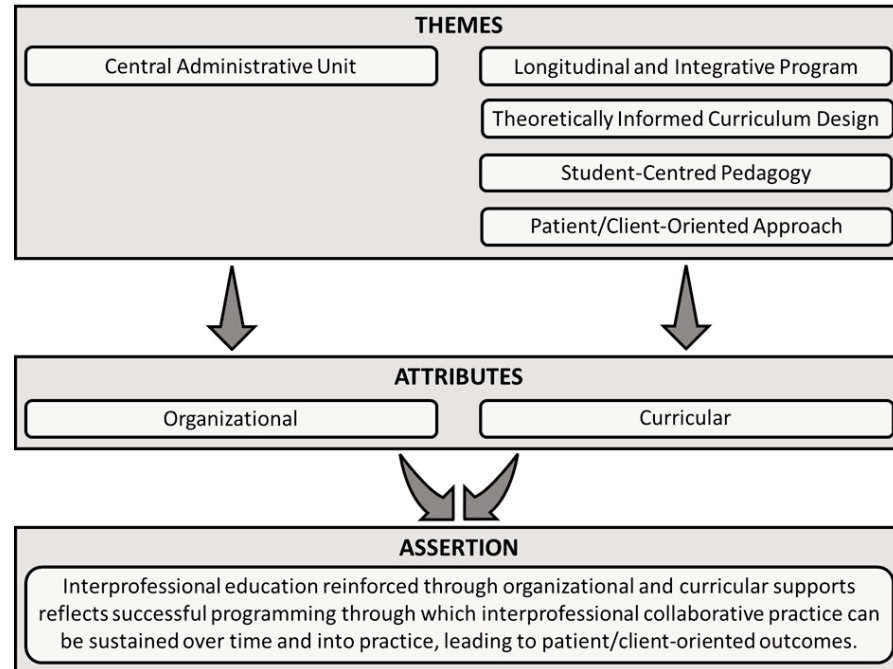 THEMES
Central Administrative Unit
Longitudinal and Integrative Program
Theoretically Informed Curriculum Design
Student-Centred Pedagogy
Patient/Client-Oriented Approach
ATTRIBUTES
Organizational
Curricular
ASSERTION
Interprofessional education reinforced through organizational and curricular supports
reflects successful programming through which interprofessional collaborative practice can
be sustained over time and into practice, leading to patient/client-oriented outcomes.